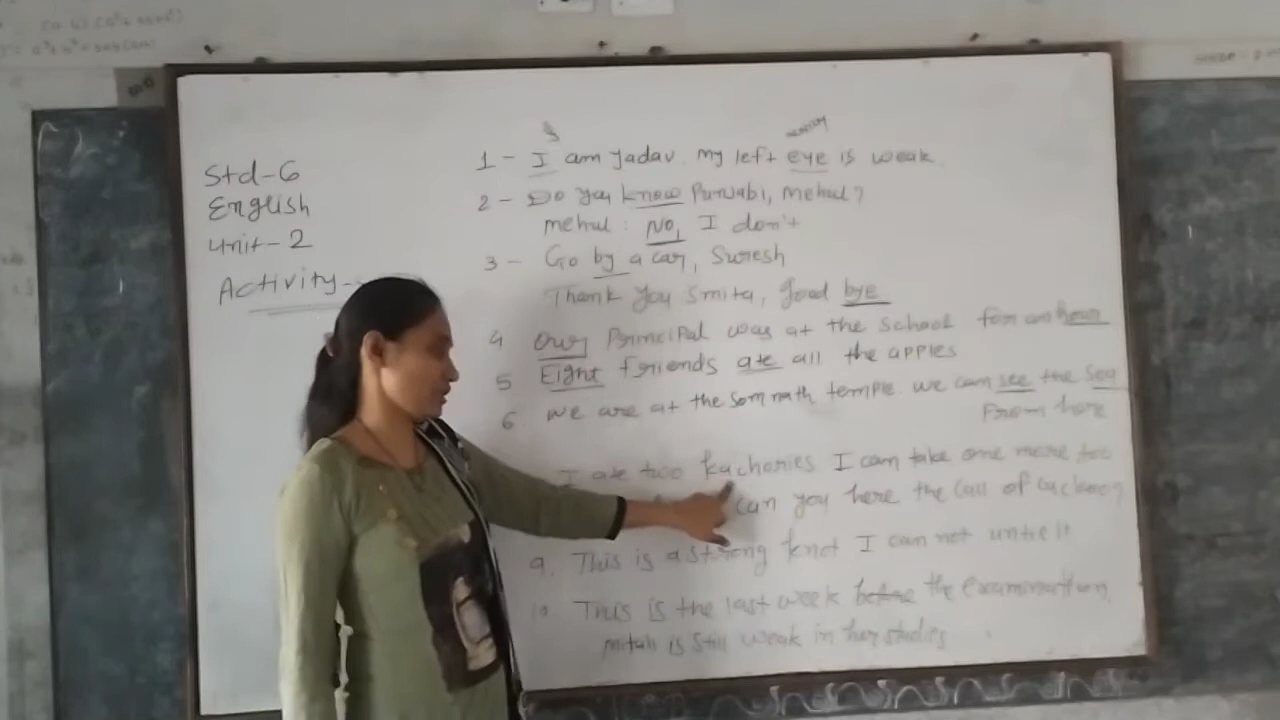 Std-6
English
Unit-2
Activity-
1 - I am yadav. my left eye is weak
2 - Do you know Punjabi, Mehul?
mehul : No, I don't
3 - Go by a car, Suresh
Thank you Smita, good bye
4 Our Principal was at the school for an hour
5 Eight friends ate all the apples
6 we are at the somnath temple. we can see the sea
From here
I ate two kachories I can take one more too
can you here the call of cuckoo?
9. This is a strong knot I can not untie it
10 This is the last week before the examination,
is still weak in her studies